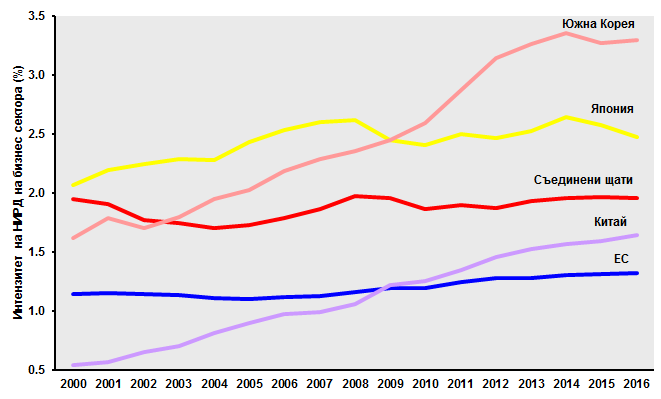 Интензитет на НИРД на бизнес сектора (%)
3.5
3.0
2.5
2.0
1.5
1.0
0.5
Южна Корея
Япония
Съединени щати
Китай
ЕС
2000 2001 2002 2003 2004 2005 2006 2007 2008 2009 2010 2011 2012 2013 2014 2015 2016